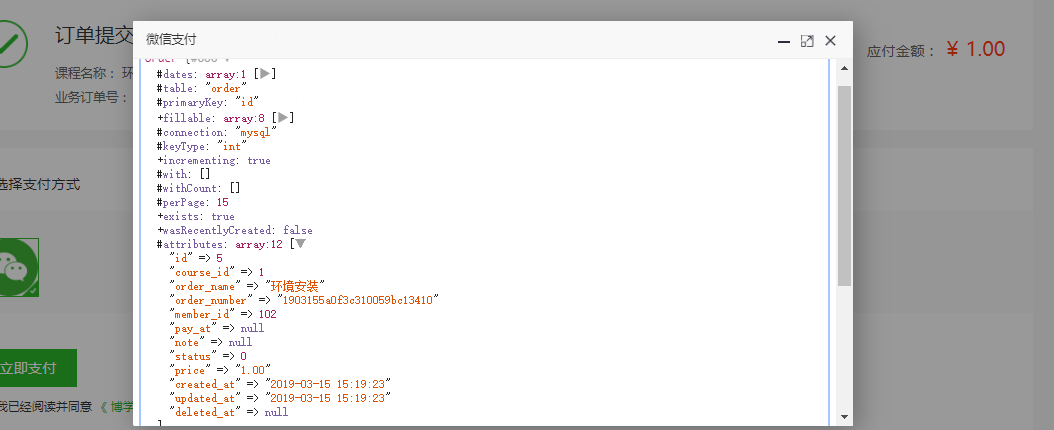 订单提交
微信支付
应付金额： ¥ 1.00
课程名称： 环
业务订单号：
#dates: array:1 [▶]
#table: "order"
#primaryKey: "id"
+fillable: array:8 [▶]
#connection: "mysql"
#keyType: "int"
+incrementing: true
#with: []
#withCount: []
#perPage: 15
+exists: true
+wasRecentlyCreated: false
#attributes: array:12 [▼
"id" => 5
"course_id" => 1
"order_name" => "环境安装"
"order_number" => "1903155a0f3c310059bc13410"
"member_id" => 102
"pay_at" => null
"note" => null
"status" => 0
"price" => "1.00"
"created_at" => "2019-03-15 15:19:23"
"updated_at" => "2019-03-15 15:19:23"
"deleted_at" => null
]
选择支付方式
立即支付
我已经阅读并同意 《博学